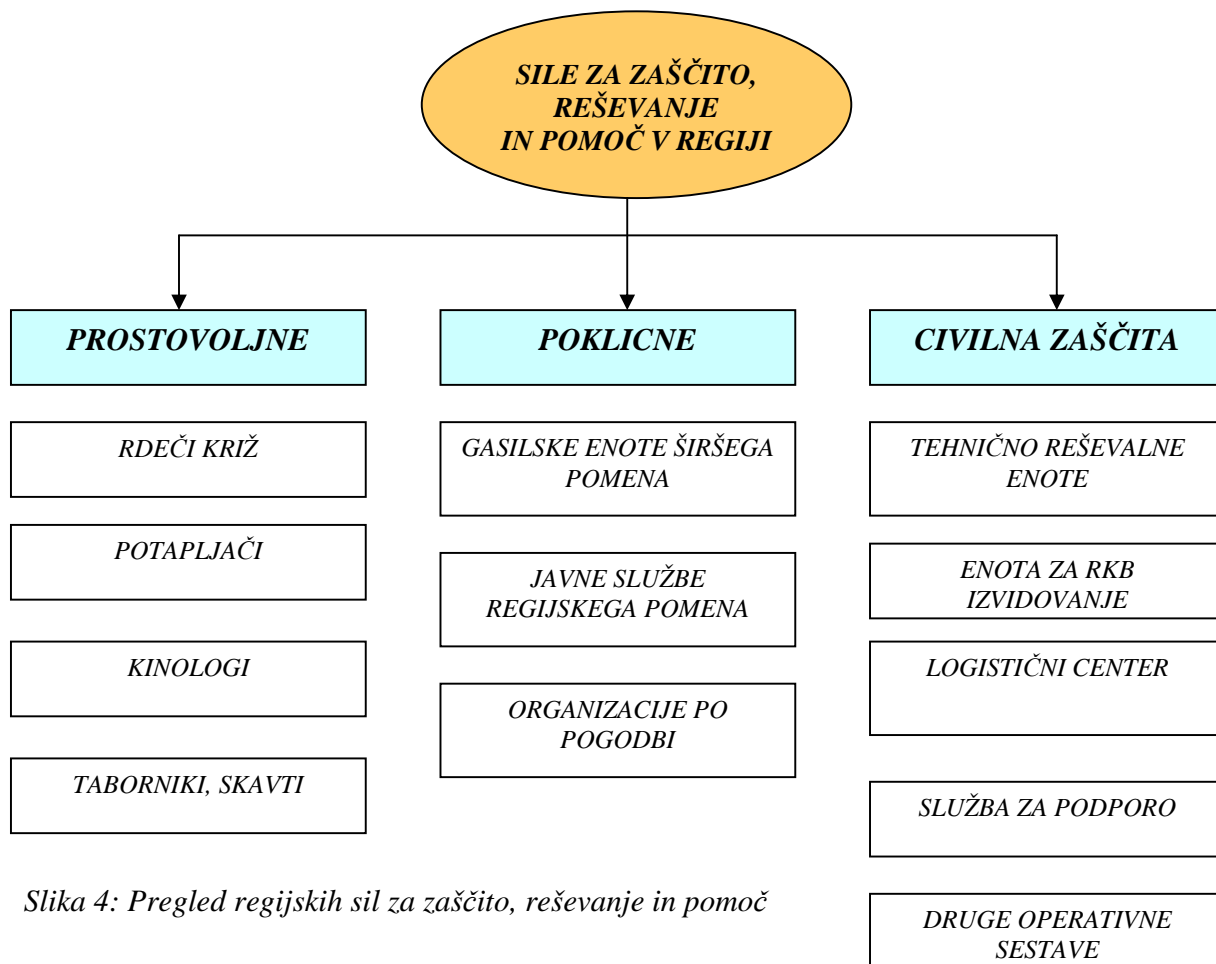 SILE ZA ZAŠČITO,
REŠEVANJE
IN POMOČ V REGIJI
PROSTOVOLJNE
POKLICNE
CIVILNA ZAŠČITA
RDEČI KRIŽ
POTAPLJAČI
KINOLOGI
TABORNIKI, SKAVTI
GASILSKE ENOTE ŠIRŠEGA
POMENA
JAVNE SLUŽBE
REGIJSKEGA POMENA
ORGANIZACIJE PO
POGODBI
TEHNIČNO REŠEVALNE
ENOTE
ENOTA ZA RKB
IZVIDOVANJE
LOGISTIČNI CENTER
SLUŽBA ZA PODPORO
DRUGE OPERATIVNE
SESTAVE
Slika 4: Pregled regijskih sil za zaščito, reševanje in pomoč